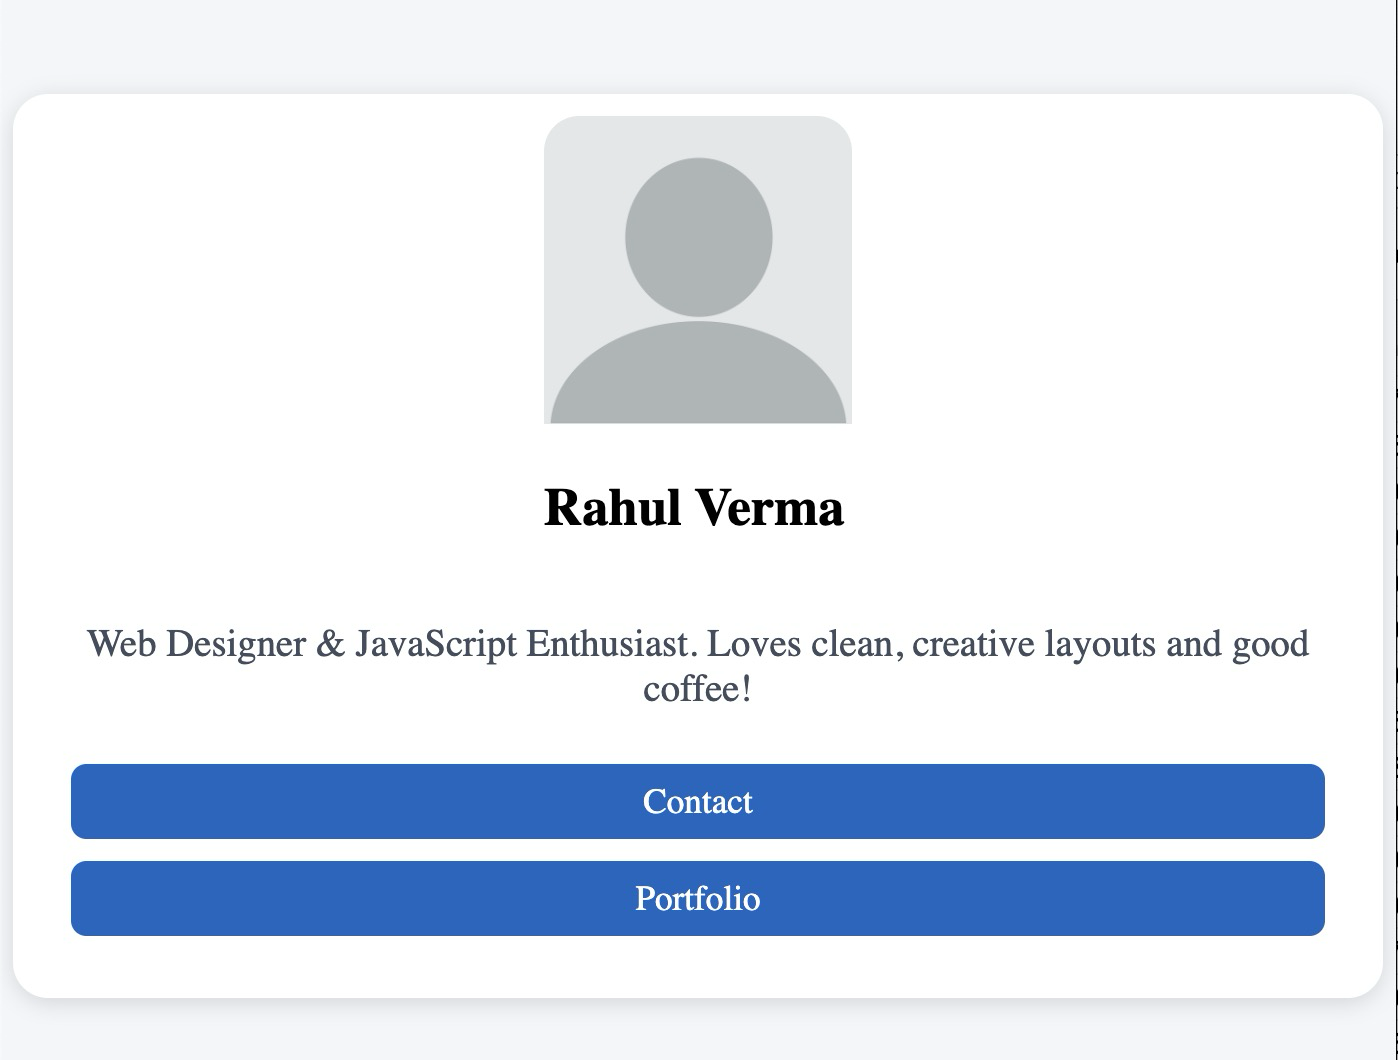 Rahul Verma
Web Designer & JavaScript Enthusiast. Loves clean, creative layouts and good
coffee!
Contact
Portfolio